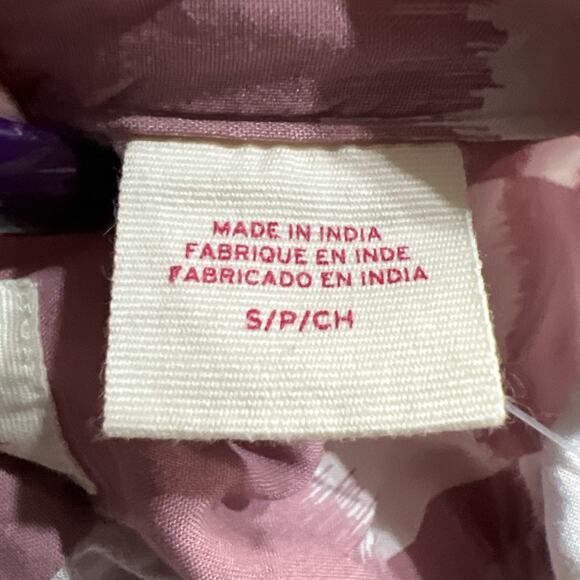 MADE IN INDIA
FABRIQUE EN INDE
FABRICADO EN INDIA
S/P/CH